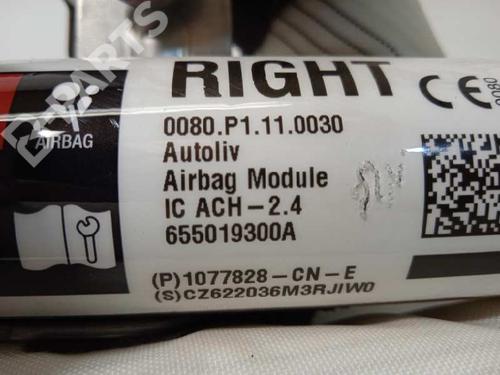 B-PARTS
RIGHT
CE
0080
0080.P1.11.0030
Autoliv
AIRBAG
Airbag Module
IC ACH-2.4
655019300A
(P)1077828-CN-E
(S)CZ622036M3RJIW0